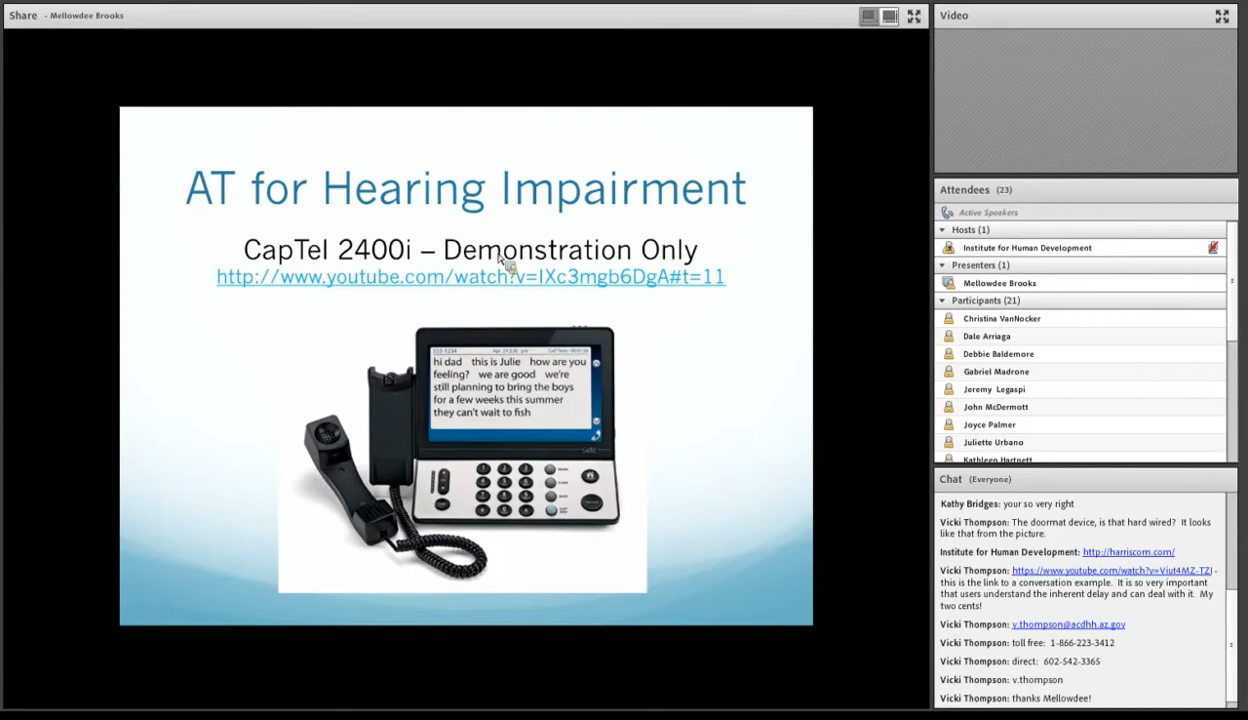 Share - Mellowdee Brooks
AT for Hearing Impairment
CapTel 2400i – Demonstration Only
http://www.youtube.com/watch?v=IXc3mgb6DgA#t=11
555-1234
hi dad this is Julie how are you
feeling? we are good we're
still planning to bring the boys
for a few weeks this summer
they can't wait to fish
Video
Attendees (23)
Active Speakers
Hosts (1)
Institute for Human Development
Presenters (1)
Mellowdee Brooks
Participants (21)
Christina VanNocker
Dale Arriaga
Debbie Baldemore
Gabriel Madrone
Jeremy Legaspi
John McDermott
Joyce Palmer
Juliette Urbano
Kathleen Hartnett
Chat (Everyone)
Kathy Bridges: your so very right
Vicki Thompson: The doormat device, is that hard wired? It looks
like that from the picture.
Institute for Human Development: http://harriscom.com/
Vicki Thompson: https://www.youtube.com/watch?v=Viut4MZ-TZI -
this is the link to a conversation example. It is so very important
that users understand the inherent delay and can deal with it. My
two cents!
Vicki Thompson: v.thompson@acdhh.az.gov
Vicki Thompson: toll free: 1-866-223-3412
Vicki Thompson: direct: 602-542-3365
Vicki Thompson: v.thompson
Vicki Thompson: thanks Mellowdee!